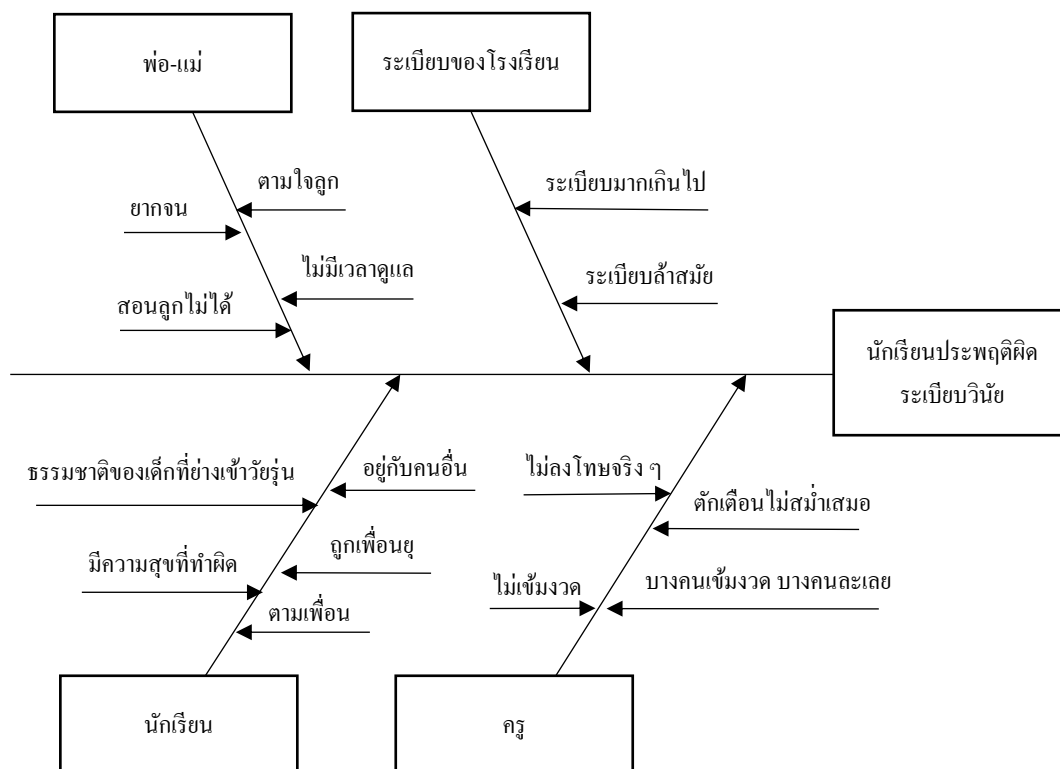 พ่อ-แม่
ระเบียบของโรงเรียน
ตามใจลูก
ยากจน
ไม่มีเวลาดูแล
สอนลูกไม่ได้
ระเบียบมากเกินไป
ระเบียบล้าสมัย
นักเรียนประพฤติผิด
ระเบียบวินัย
ธรรมชาติของเด็กที่ย่างเข้าวัยรุ่น
อยู่กับคนอื่น
มีความสุขที่ทำผิด
ถูกเพื่อนยุ
ตามเพื่อน
ไม่ลงโทษจริง ๆ
ตักเตือนไม่สม่ำเสมอ
ไม่เข้มงวด
บางคนเข้มงวด บางคนละเลย
นักเรียน
ครู